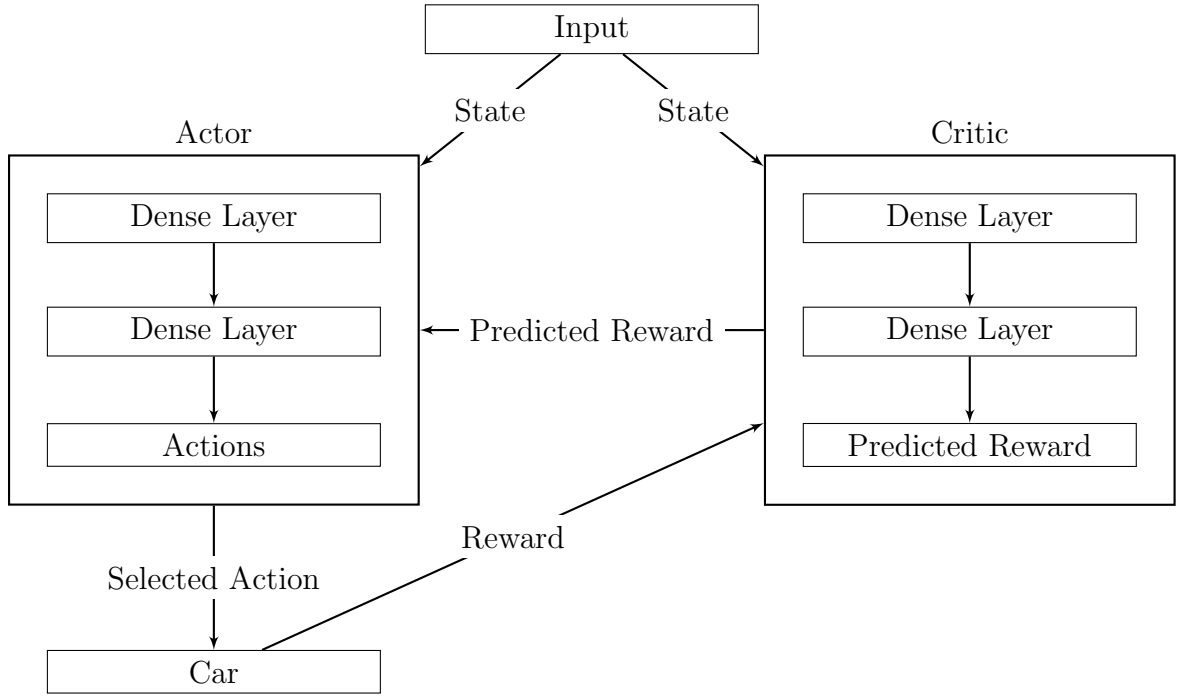 Input
State
State
Actor
Critic
Dense Layer
Dense Layer
Dense Layer
Predicted Reward
Dense Layer
Actions
Predicted Reward
Reward
Selected Action
Car